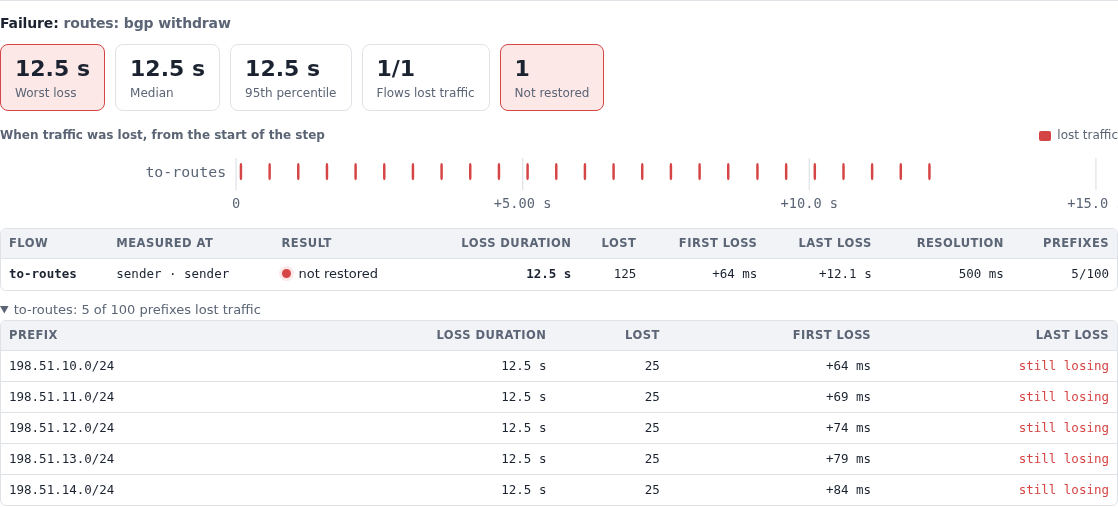 Failure: routes: bgp withdraw
12.5 s
Worst loss
12.5 s
Median
12.5 s
95th percentile
1/1
Flows lost traffic
1
Not restored
When traffic was lost, from the start of the step
lost traffic
to-routes
0 +5.00 s +10.0 s +15.0
FLOW MEASURED AT RESULT LOSS DURATION LOST FIRST LOSS LAST LOSS RESOLUTION PREFIXES
to-routes sender · sender not restored 12.5 s 125 +64 ms +12.1 s 500 ms 5/100
▼ to-routes: 5 of 100 prefixes lost traffic
PREFIX LOSS DURATION LOST FIRST LOSS LAST LOSS
198.51.10.0/24 12.5 s 25 +64 ms still losing
198.51.11.0/24 12.5 s 25 +69 ms still losing
198.51.12.0/24 12.5 s 25 +74 ms still losing
198.51.13.0/24 12.5 s 25 +79 ms still losing
198.51.14.0/24 12.5 s 25 +84 ms still losing